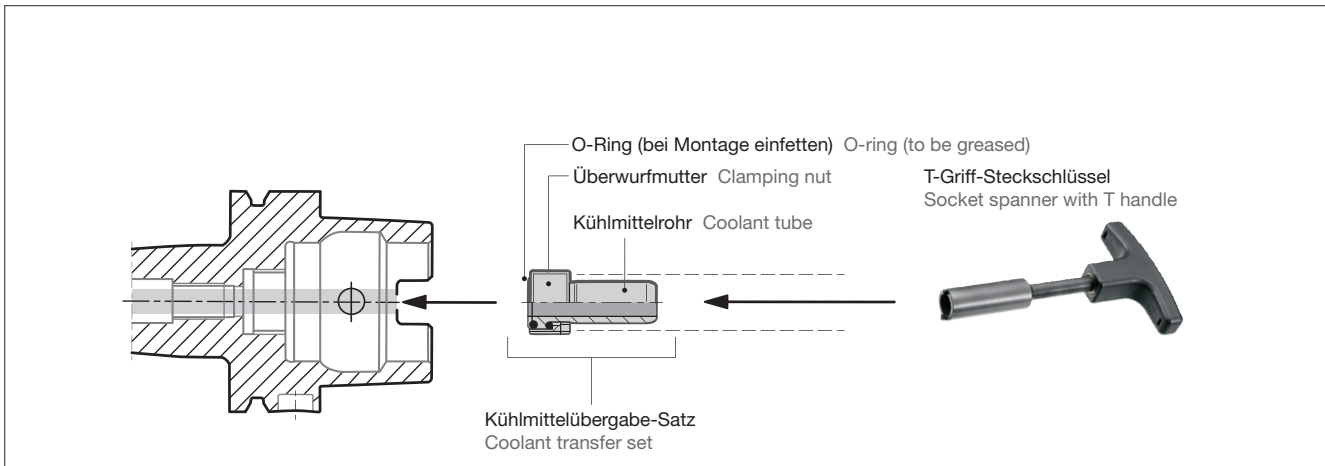 O-Ring (bei Montage einfetten) O-ring (to be greased)
Überwurfmutter Clamping nut
Kühlmittelrohr Coolant tube
T-Griff-Steckschlüssel
Socket spanner with T handle
Kühlmittelübergabe-Satz
Coolant transfer set